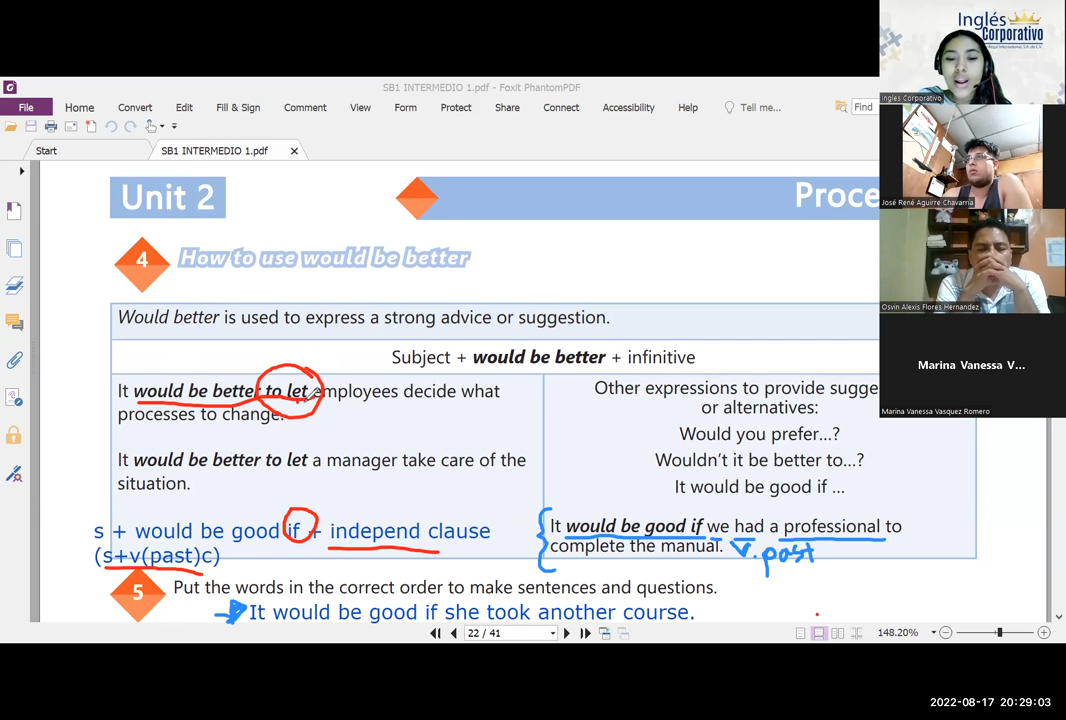 SB1 INTERMEDIO 1.pdf - Foxit PhantomPDF
Inglés
Corporativo
Inglés Corporativo
File Home Convert Edit Fill & Sign Comment View Form Protect Share Connect Accessibility Help Tell me... Find
José René Aguirre Chavarría
Start SB1 INTERMEDIO 1.pdf
Unit 2
Proce
4 How to use would be better
Osvin Alexis Flores Hernandez
Would better is used to express a strong advice or suggestion.
Subject + would be better + infinitive
Marina Vanessa V...
Marina Vanessa Vasquez Romero
It would be better to let employees decide what
processes to change.
It would be better to let a manager take care of the
situation.
Other expressions to provide sugge
or alternatives:
Would you prefer...?
Wouldn't it be better to...?
It would be good if ...
It would be good if we had a professional to
complete the manual.
v. past
s + would be good if + independ clause
(s+v(past)c)
5 Put the words in the correct order to make sentences and questions.
It would be good if she took another course.
22 / 41
148.20%
2022-08-17 20:29:03